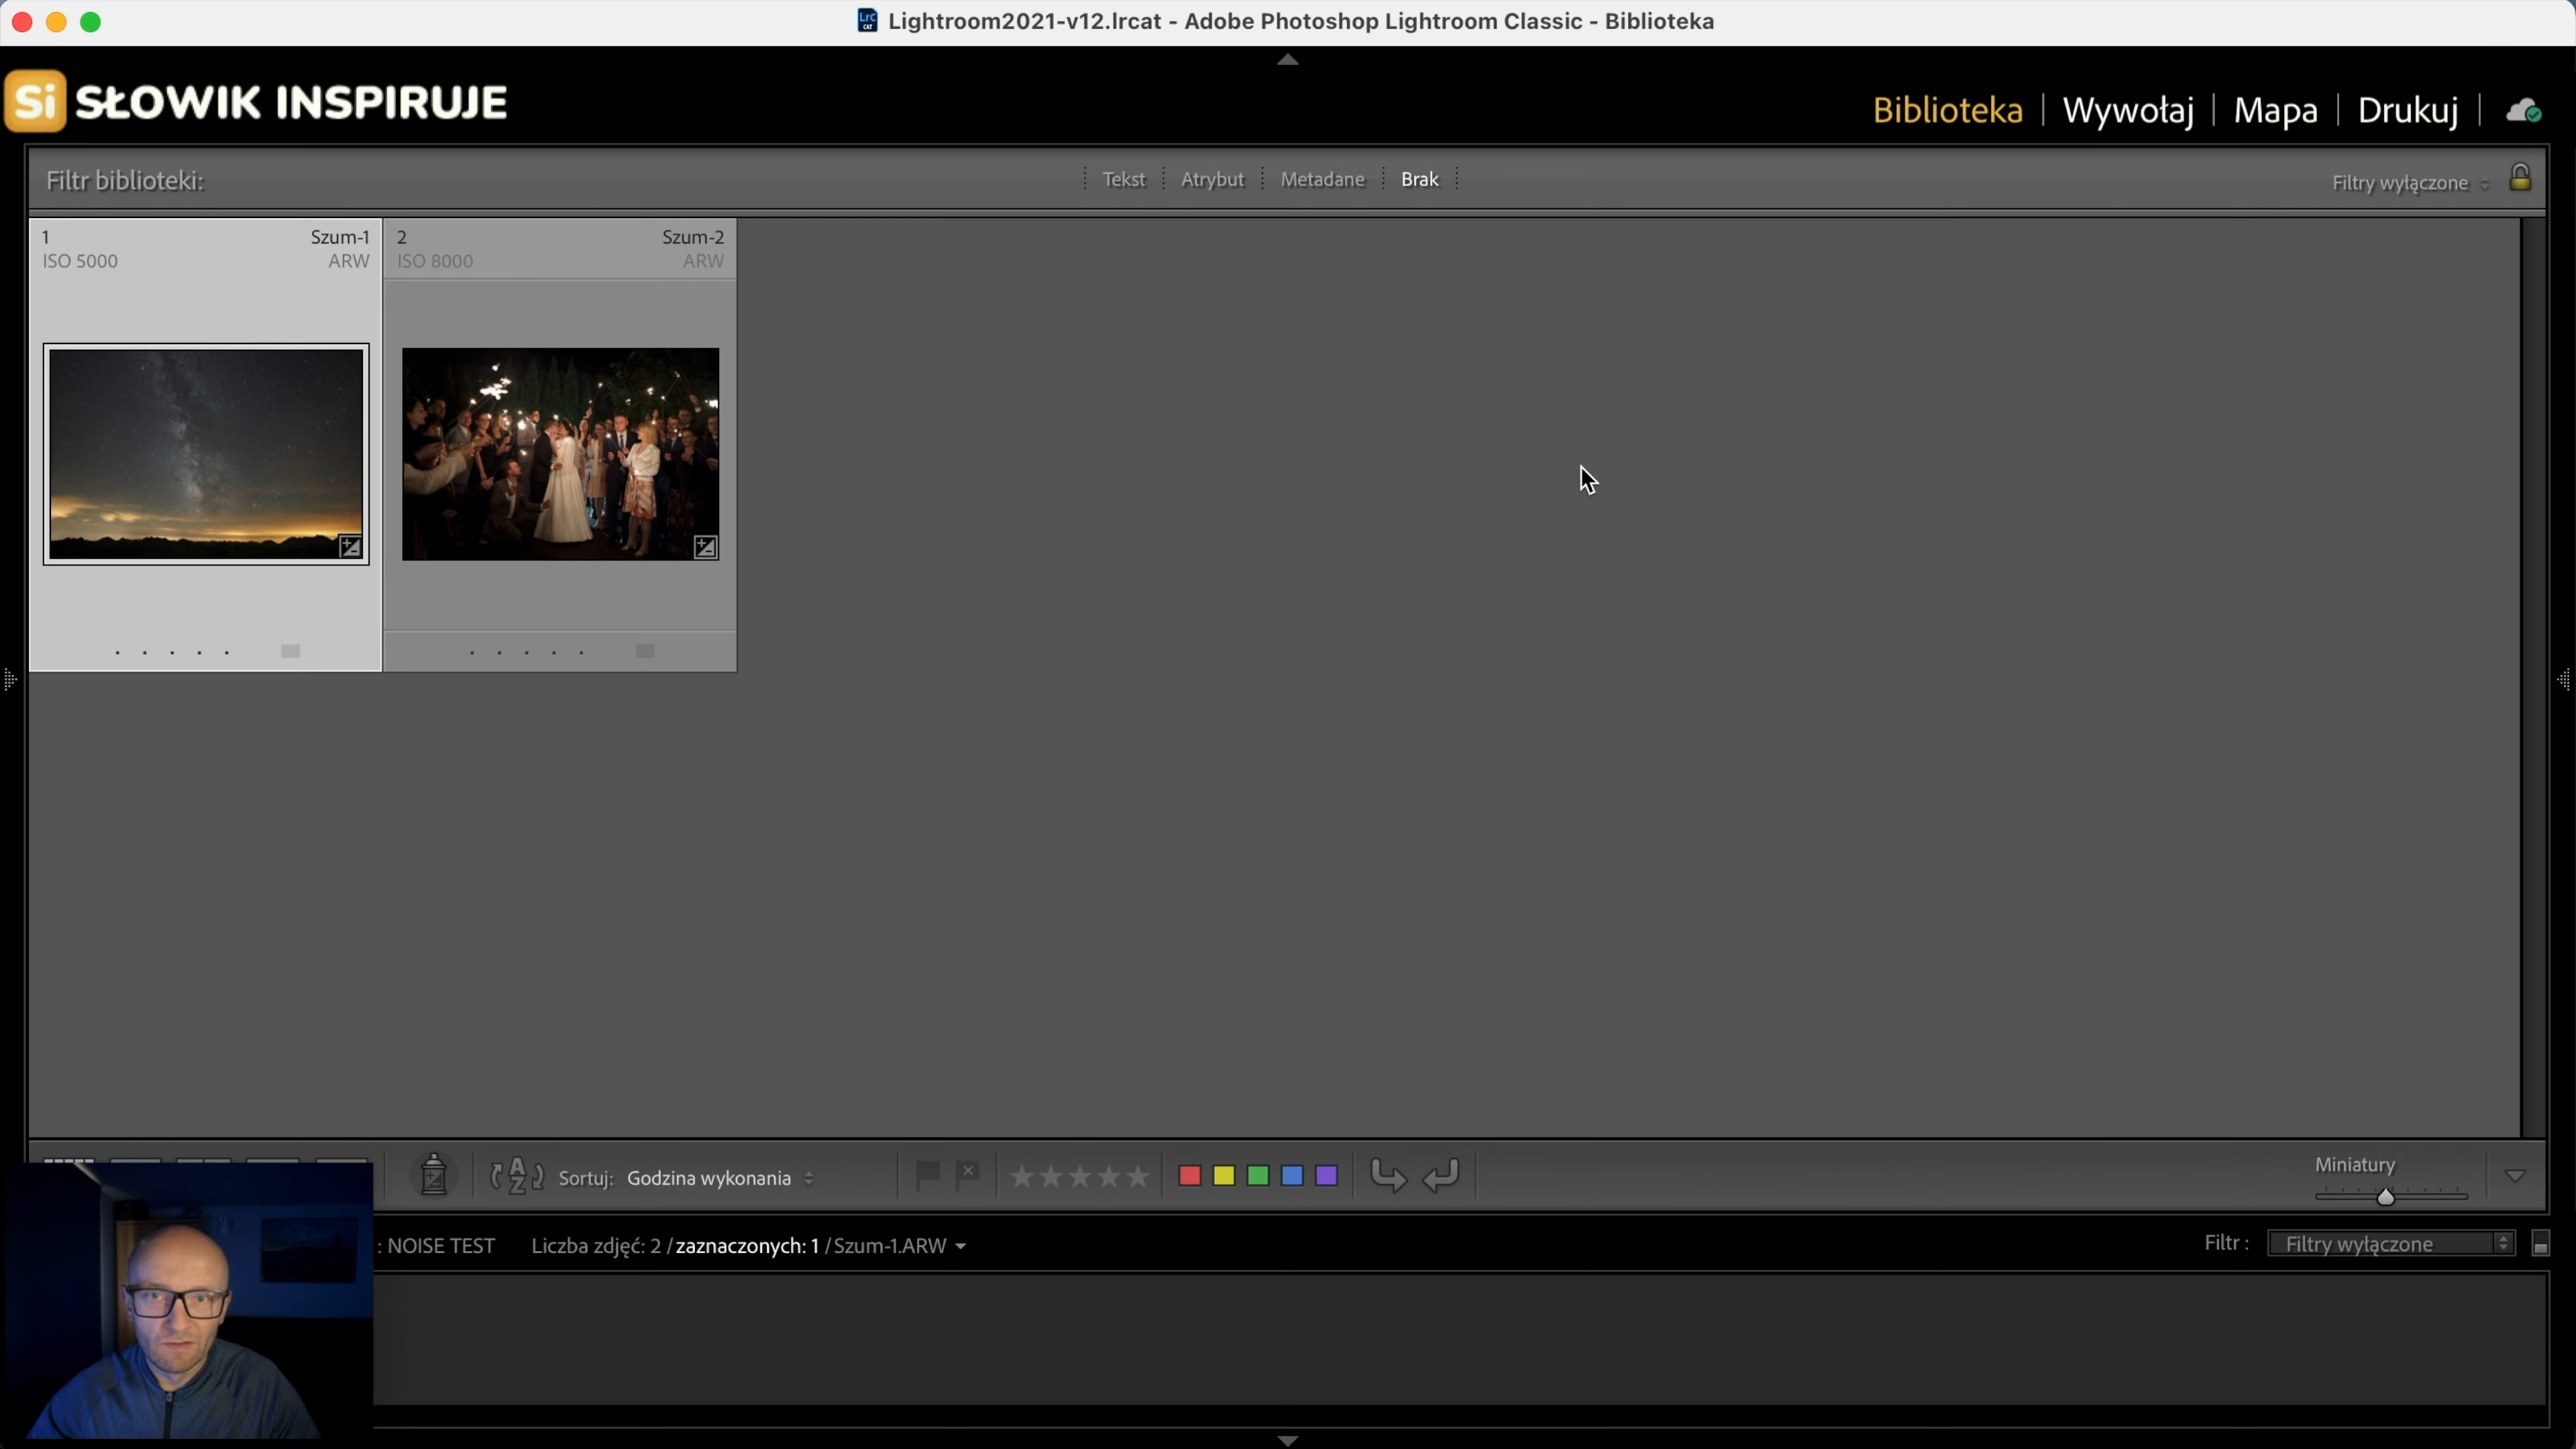 Lightroom2021-v12.lrcat - Adobe Photoshop Lightroom Classic - Biblioteka
Si SŁOWIK INSPIRUJE
Biblioteka | Wywołaj | Mapa | Drukuj |
Filtr biblioteki:
Tekst
Atrybut
Metadane
Brak
Filtry wyłączone
1
Szum-1
ISO 5000
ARW
2
Szum-2
ISO 8000
ARW
Sortuj: Godzina wykonania
Miniatury
: NOISE TEST
Liczba zdjęć: 2 / zaznaczonych: 1 / Szum-1.ARW
Filtr :
Filtry wyłączone